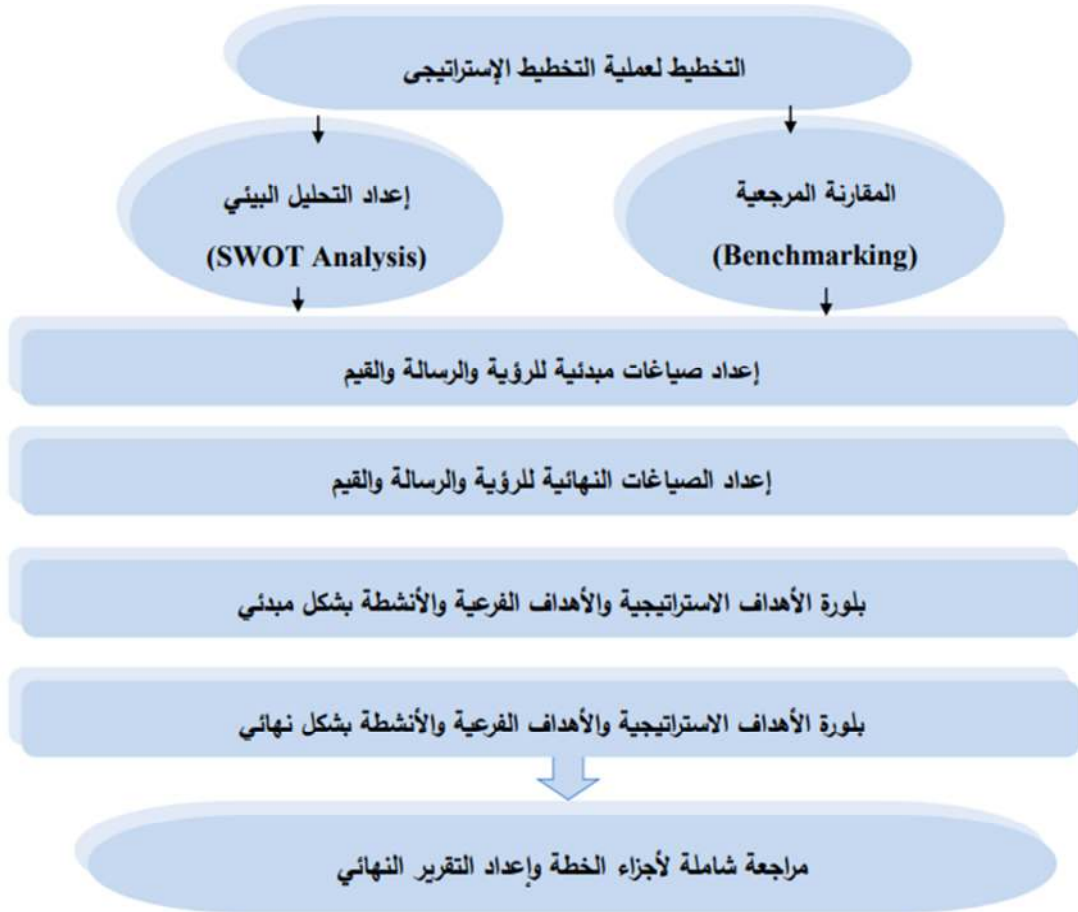 التخطيط لعملية التخطيط الإستراتيجى
المقارنة المرجعية
(Benchmarking)
إعداد التحليل البيئي
(SWOT Analysis)
إعداد صياغات مبدئية للرؤية والرسالة والقيم
إعداد الصياغات النهائية للرؤية والرسالة والقيم
بلورة الأهداف الاستراتيجية والأهداف الفرعية والأنشطة بشكل مبدئي
بلورة الأهداف الاستراتيجية والأهداف الفرعية والأنشطة بشكل نهائي
مراجعة شاملة لأجزاء الخطة وإعداد التقرير النهائي